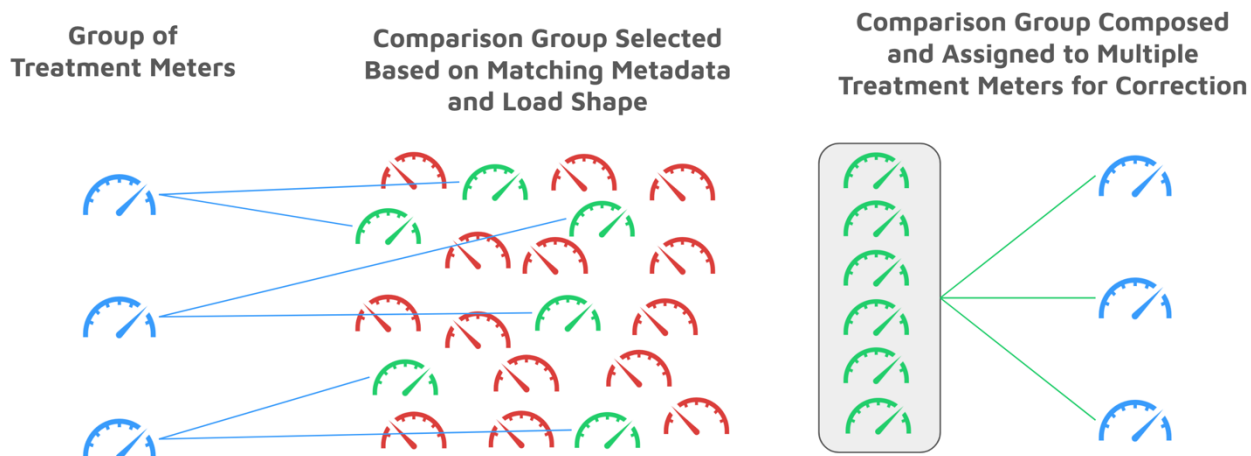 Group of
Treatment Meters
Comparison Group Selected
Based on Matching Metadata
and Load Shape
Comparison Group Composed
and Assigned to Multiple
Treatment Meters for Correction